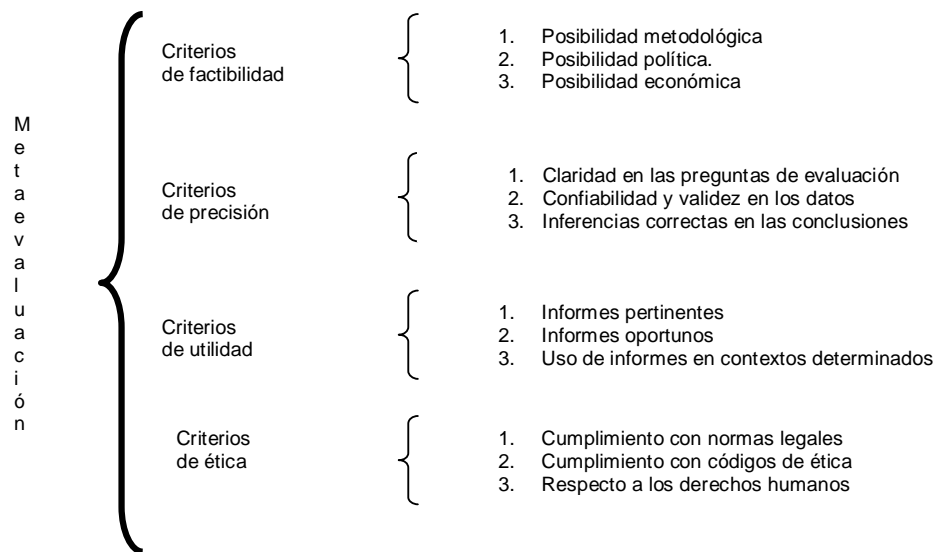 Metaevaluación
Criterios
de factibilidad
1. Posibilidad metodológica
2. Posibilidad política.
3. Posibilidad económica
Criterios
de precisión
1. Claridad en las preguntas de evaluación
2. Confiabilidad y validez en los datos
3. Inferencias correctas en las conclusiones
Criterios
de utilidad
1. Informes pertinentes
2. Informes oportunos
3. Uso de informes en contextos determinados
Criterios
de ética
1. Cumplimiento con normas legales
2. Cumplimiento con códigos de ética
3. Respecto a los derechos humanos